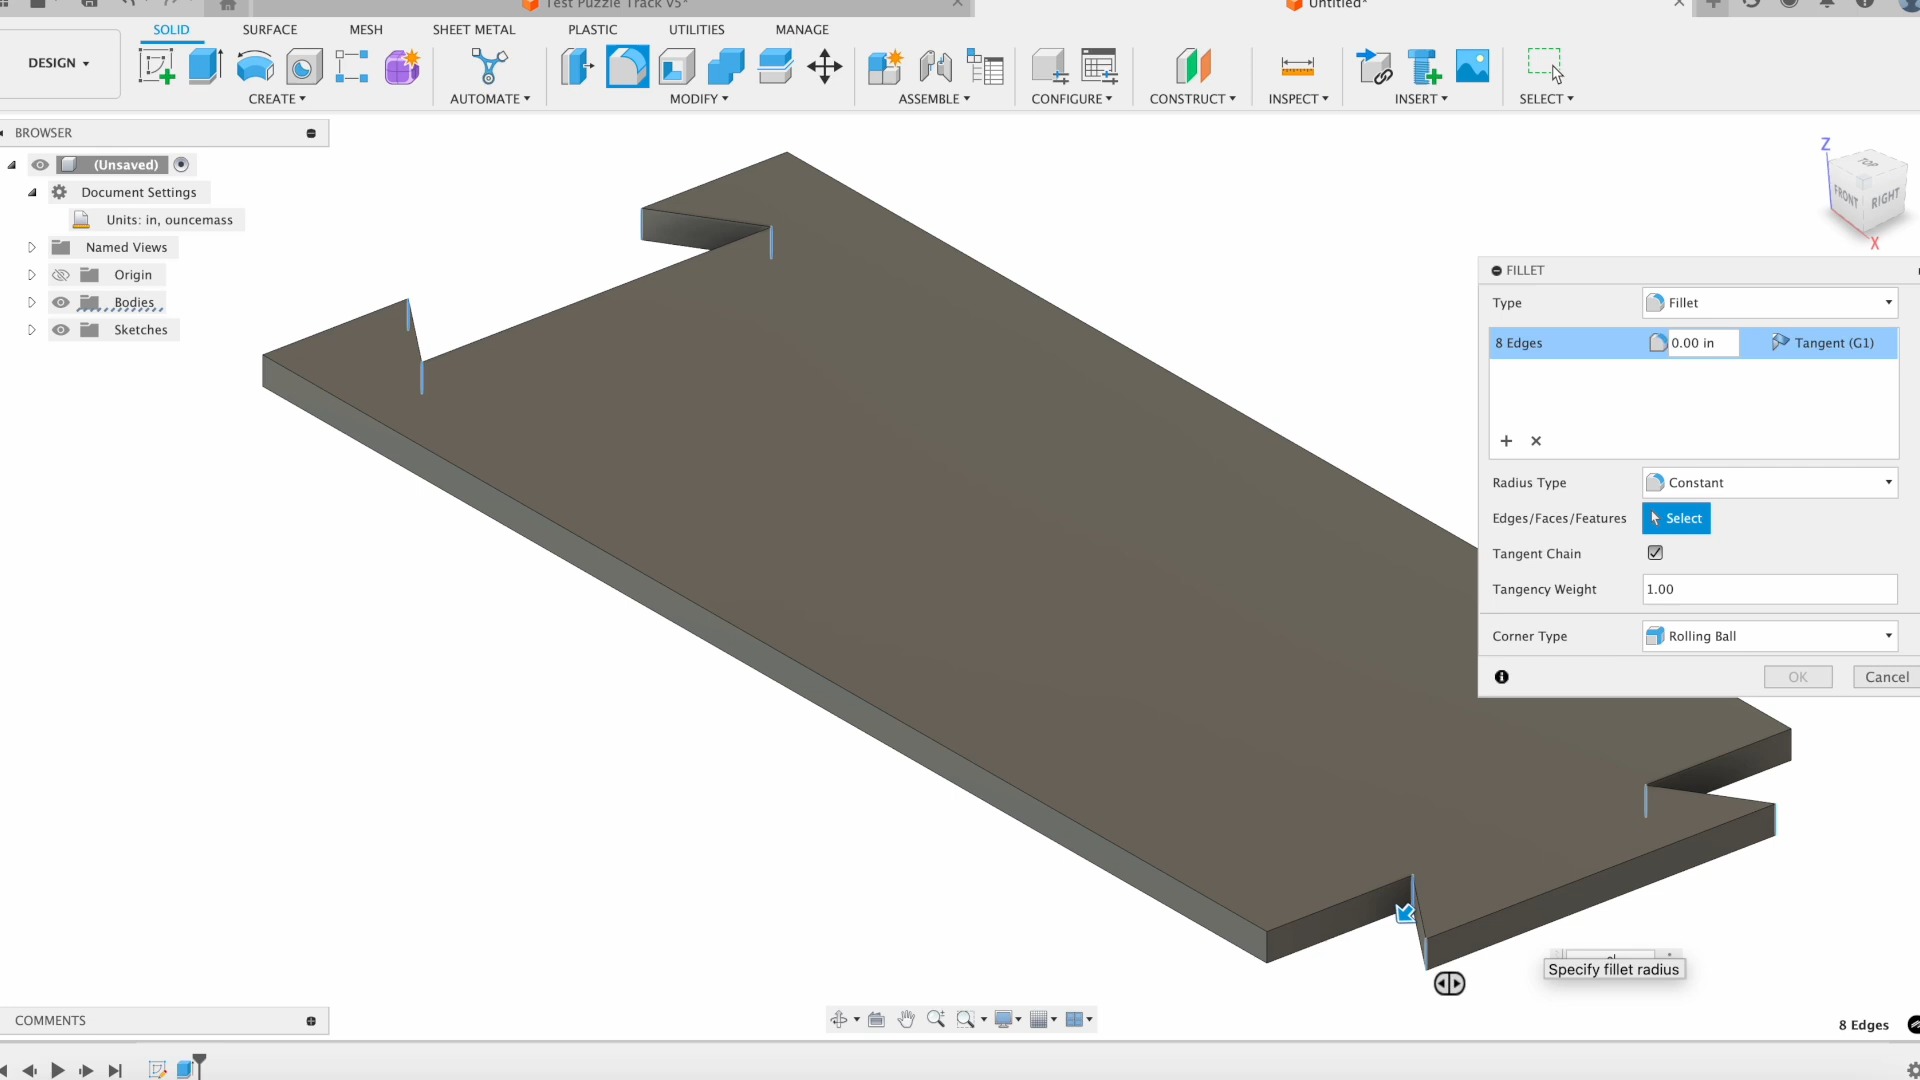 Test Puzzle Track v5*
Untitled*
SOLID SURFACE MESH SHEET METAL PLASTIC UTILITIES MANAGE
DESIGN
CREATE AUTOMATE MODIFY ASSEMBLE CONFIGURE CONSTRUCT INSPECT INSERT SELECT
BROWSER
(Unsaved)
Document Settings
Units: in, ouncemass
Named Views
Origin
Bodies
Sketches
Z
TOP
FRONT
RIGHT
X
FILLET
Type Fillet
8 Edges 0.00 in Tangent (G1)
Radius Type Constant
Edges/Faces/Features Select
Tangent Chain
Tangency Weight 1.00
Corner Type Rolling Ball
OK Cancel
Specify fillet radius
COMMENTS
8 Edges